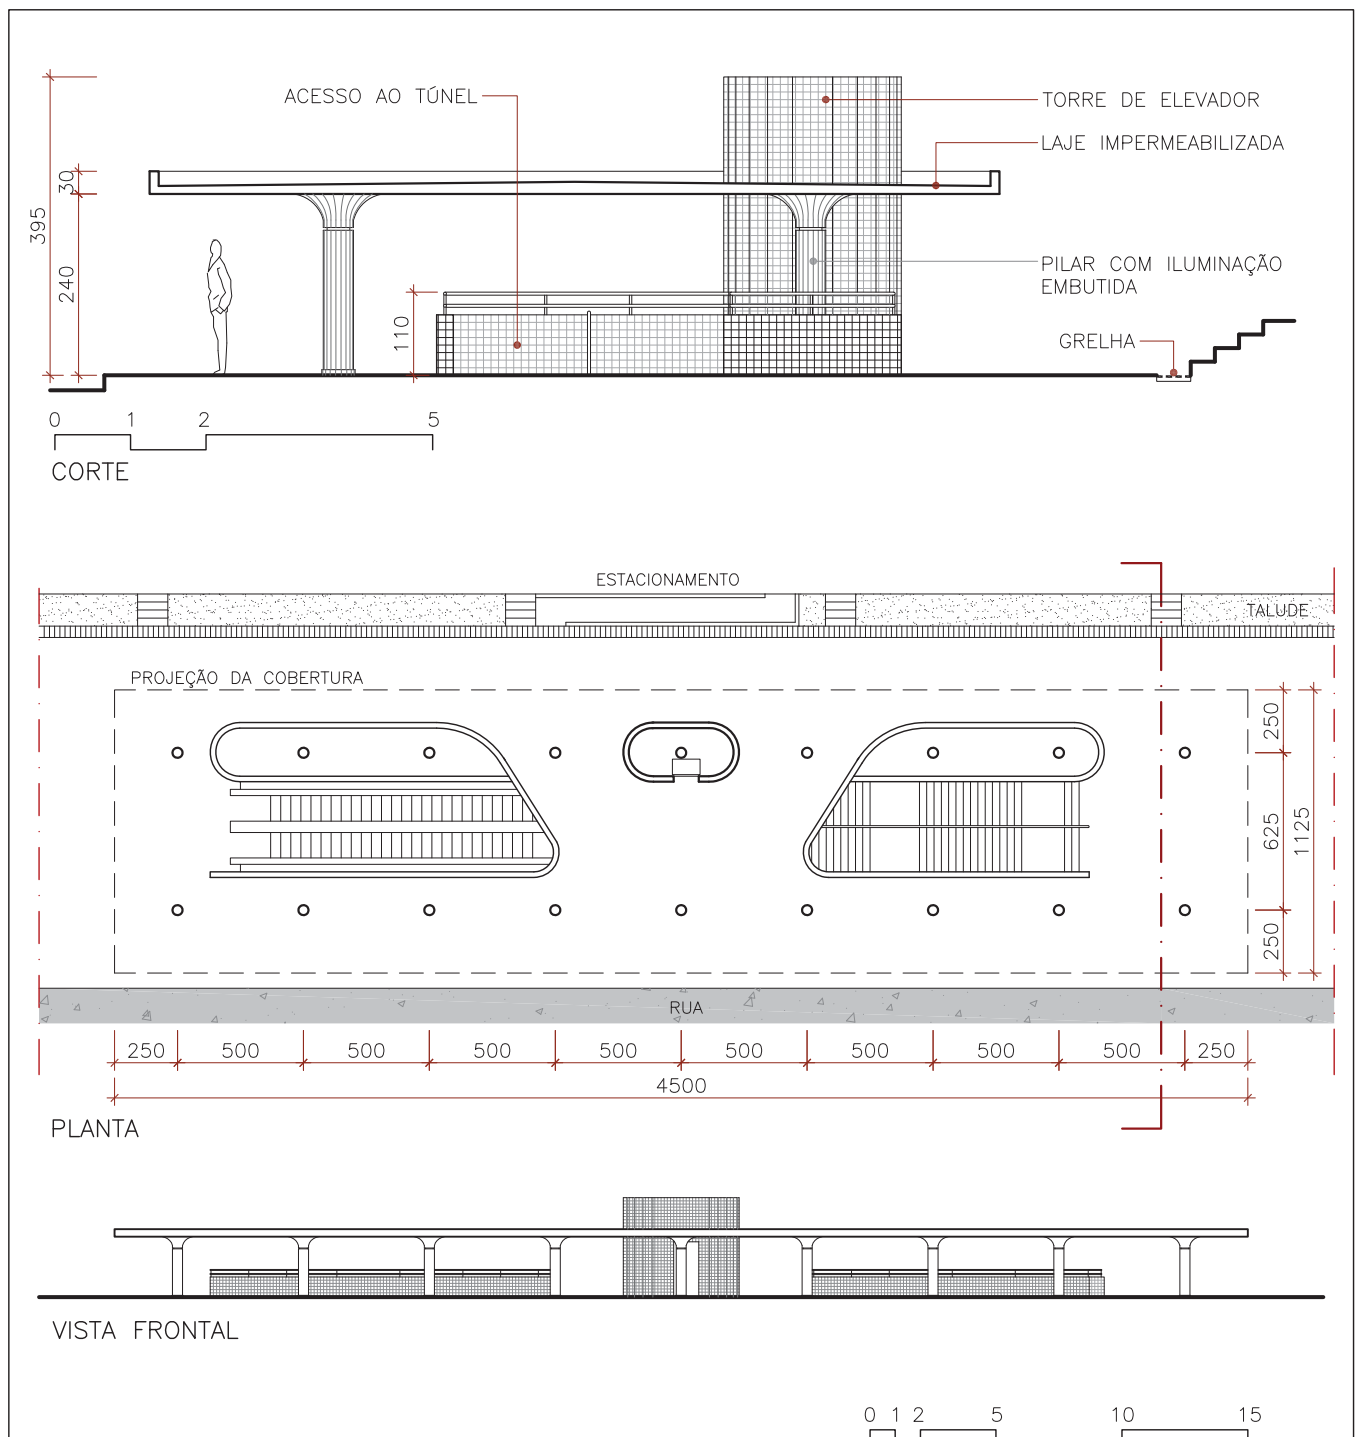 ACESSO AO TÚNEL
TORRE DE ELEVADOR
LAJE IMPERMEABILIZADA
30
395
240
110
PILAR COM ILUMINAÇÃO
EMBUTIDA
GRELHA
0 1 2 5
CORTE
ESTACIONAMENTO
TALUDE
PROJEÇÃO DA COBERTURA
250
625
1125
250
RUA
250 500 500 500 500 500 500 500 500 250
4500
PLANTA
VISTA FRONTAL
0 1 2 5 10 15